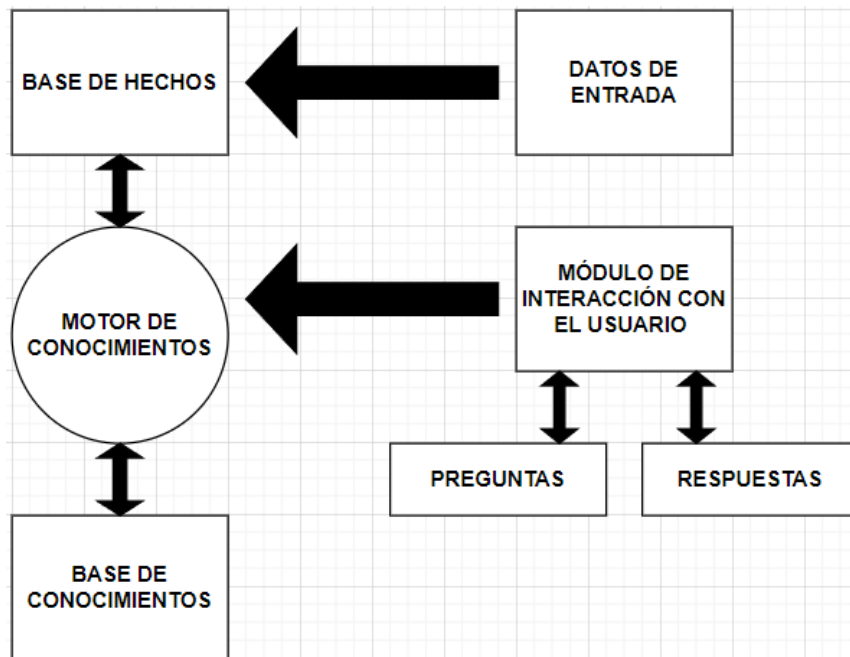 BASE DE HECHOS
DATOS DE
ENTRADA
MÓDULO DE
INTERACCIÓN CON
EL USUARIO
MOTOR DE
CONOCIMIENTOS
PREGUNTAS
RESPUESTAS
BASE DE
CONOCIMIENTOS